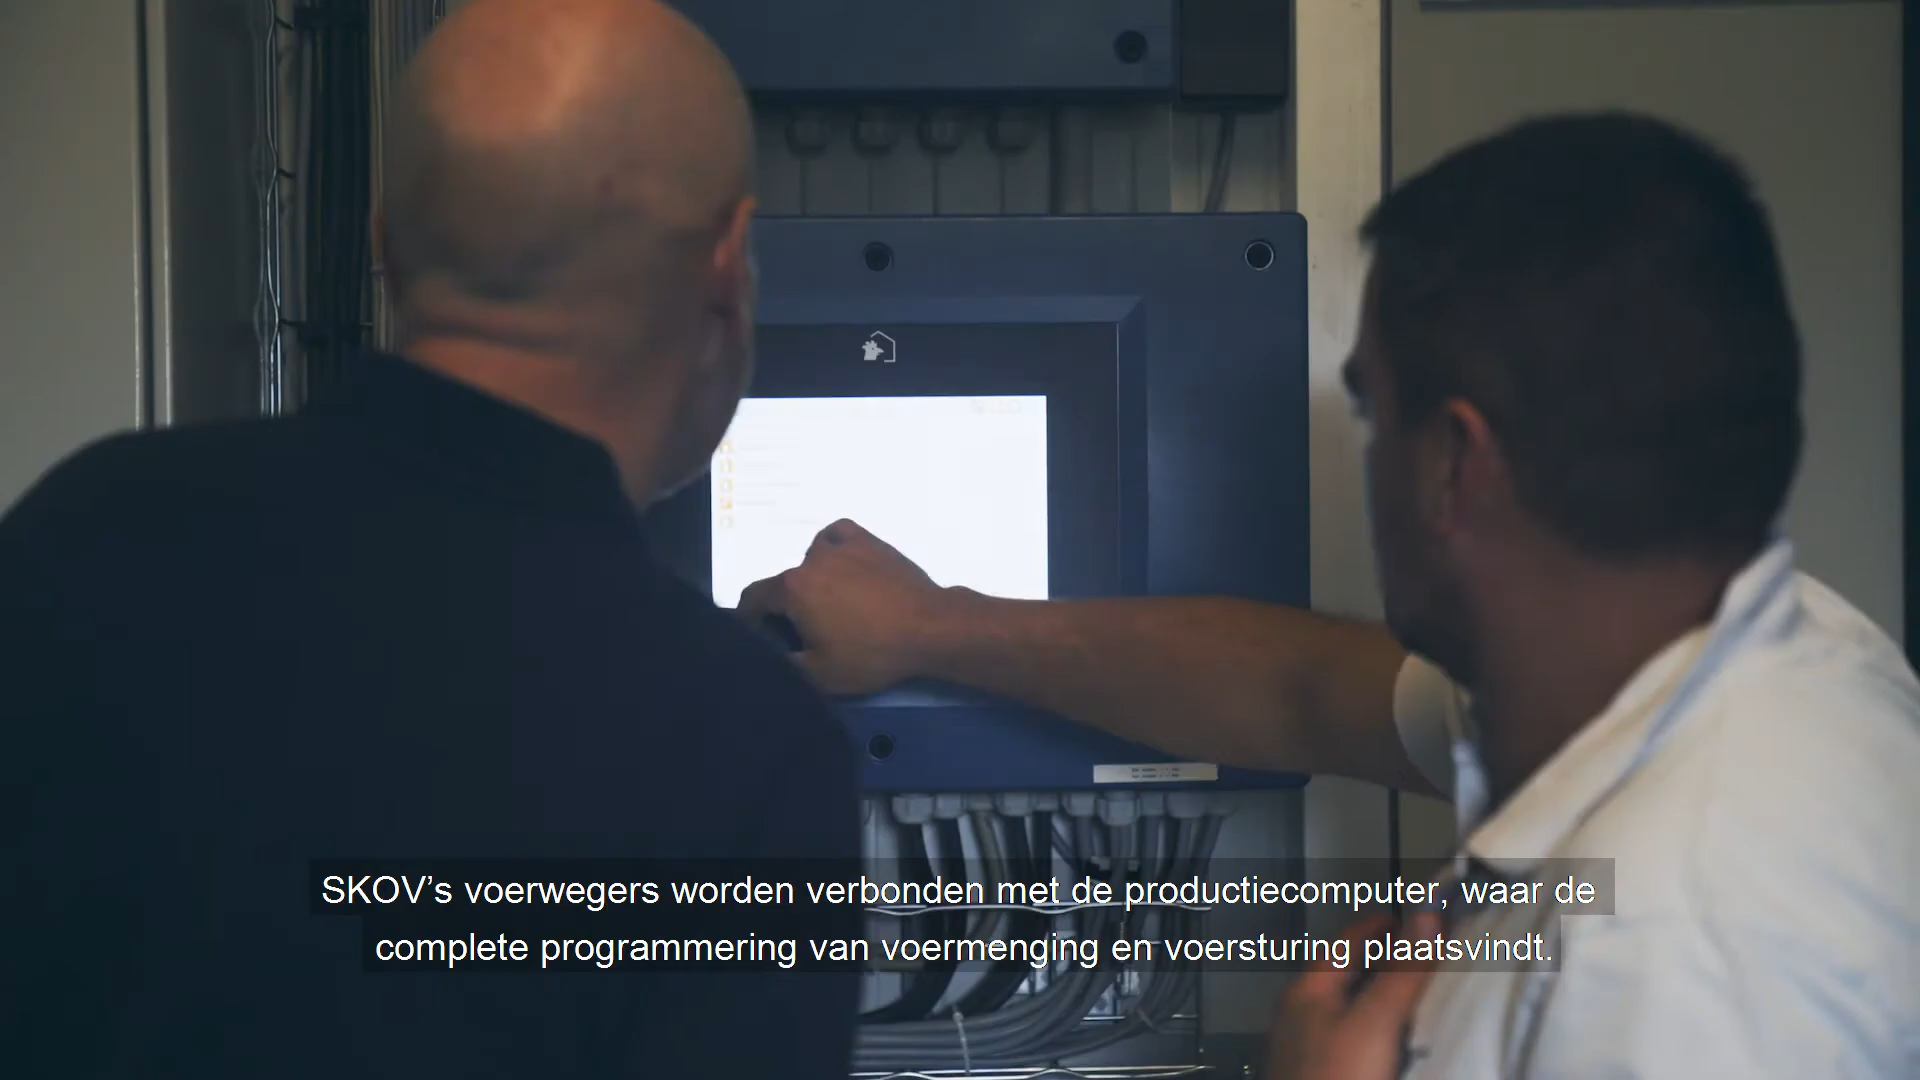 SKOV’s voerwegers worden verbonden met de productiecomputer, waar de
complete programmering van voermenging en voersturing plaatsvindt.